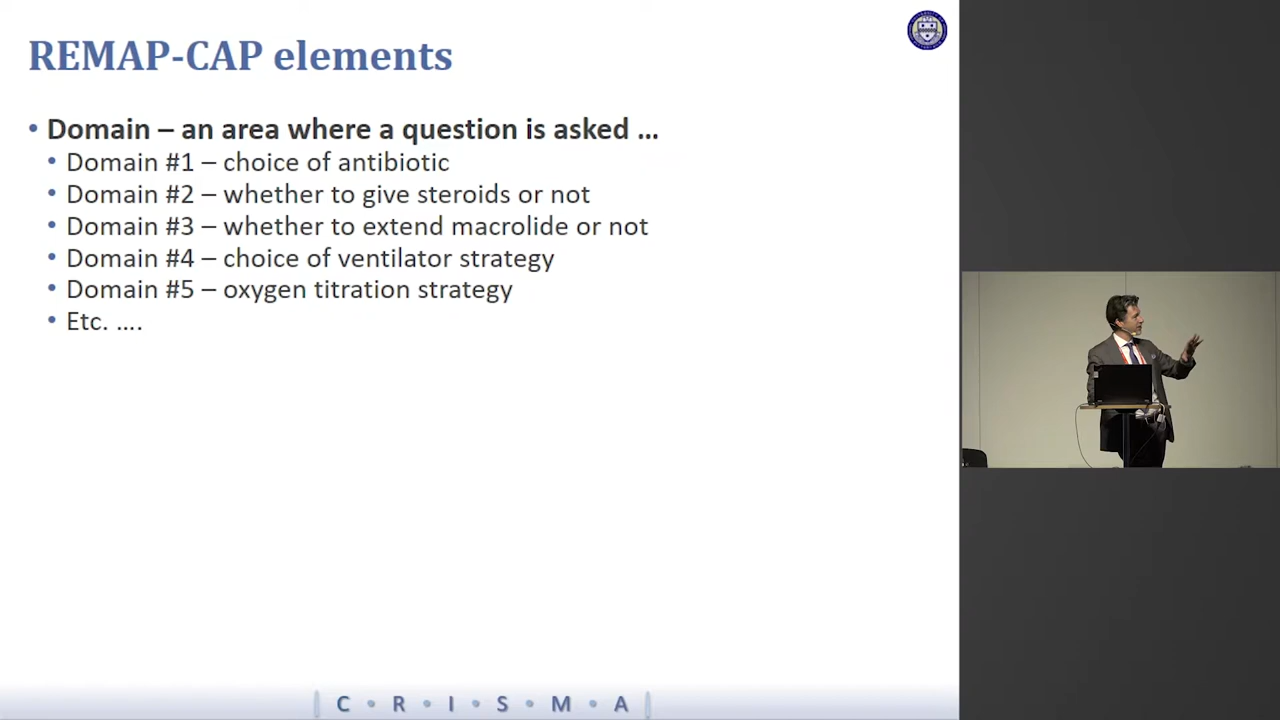 REMAP-CAP elements
• Domain – an area where a question is asked …
• Domain #1 – choice of antibiotic
• Domain #2 – whether to give steroids or not
• Domain #3 – whether to extend macrolide or not
• Domain #4 – choice of ventilator strategy
• Domain #5 – oxygen titration strategy
• Etc. ….
C • R • I • S • M • A